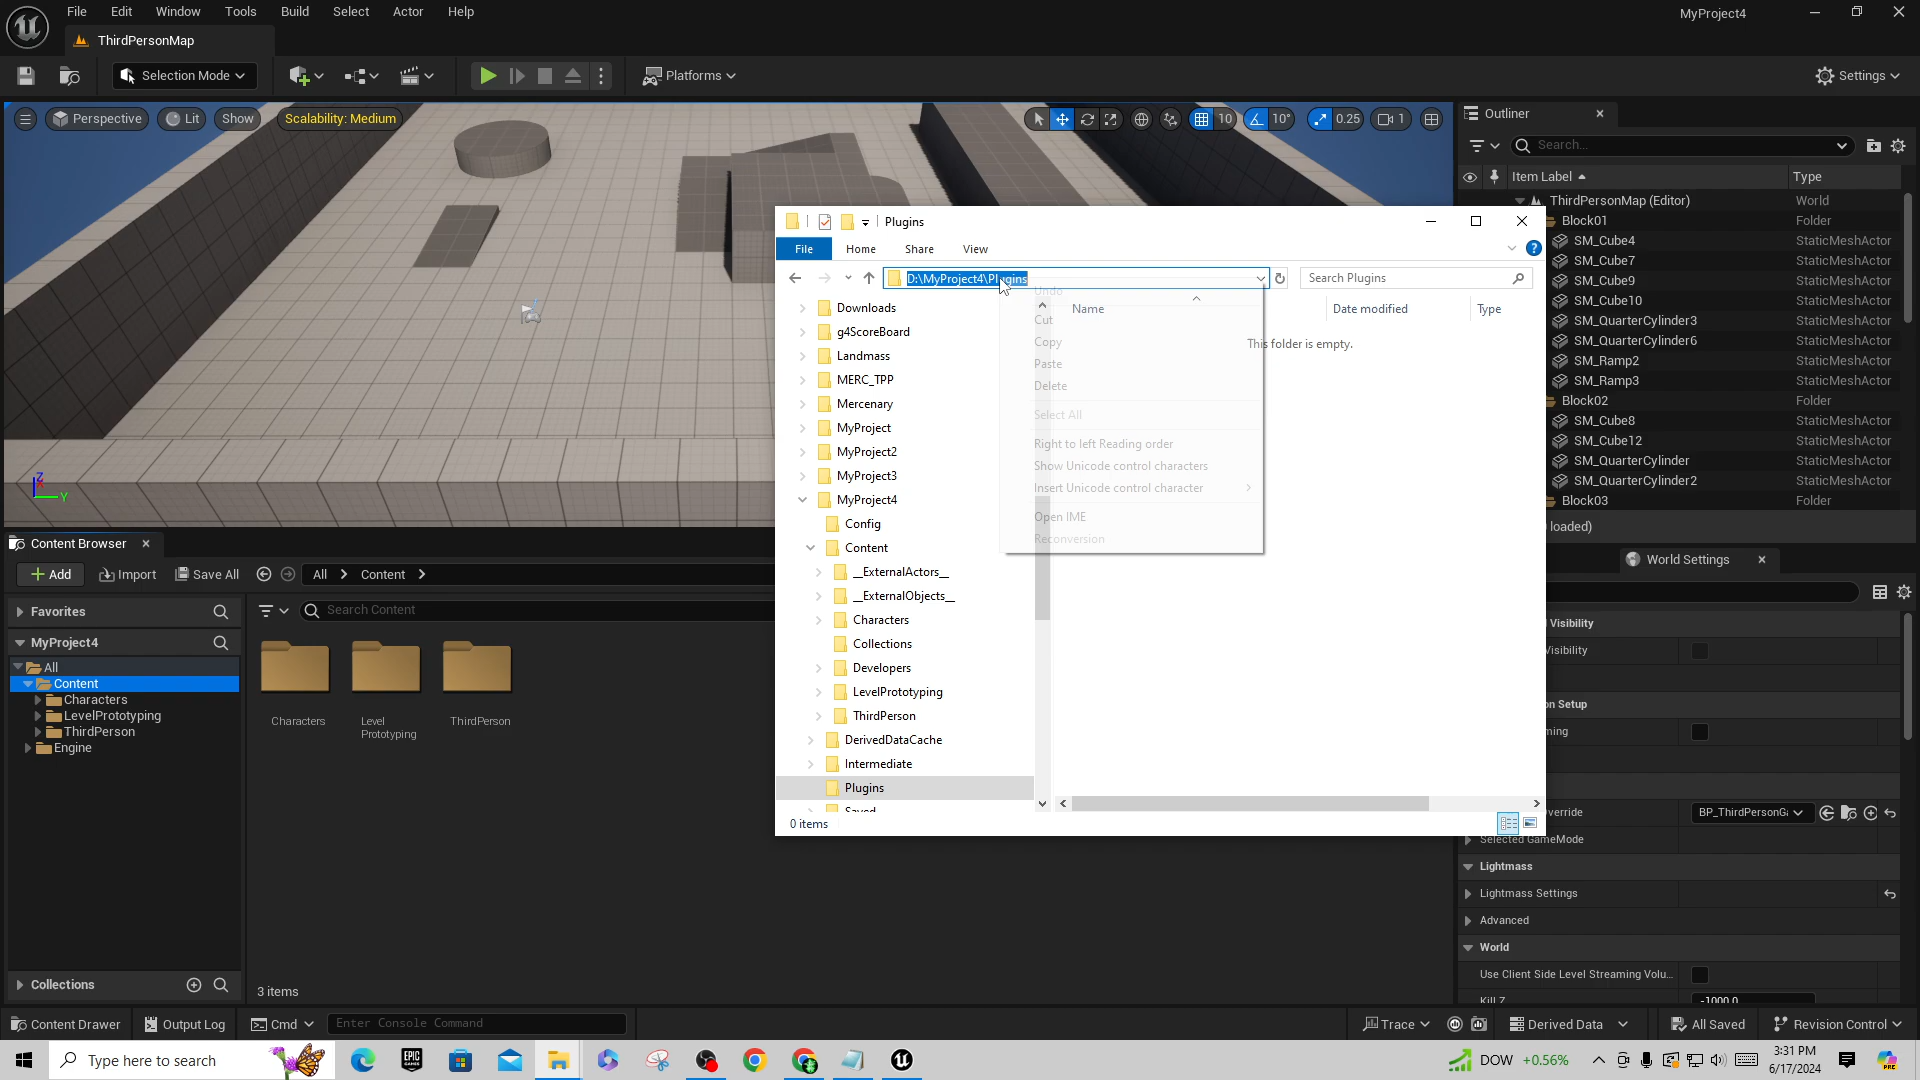 File Edit Window Tools Build Select Actor Help
MyProject4
ThirdPersonMap
Selection Mode
Platforms
Settings
Perspective Lit Show Scalability: Medium
10 10° 0.25 1
Outliner
Search...
Item Label Type
ThirdPersonMap (Editor) World
Block01 Folder
SM_Cube4 StaticMeshActor
SM_Cube7 StaticMeshActor
SM_Cube9 StaticMeshActor
SM_Cube10 StaticMeshActor
SM_QuarterCylinder3 StaticMeshActor
SM_QuarterCylinder6 StaticMeshActor
SM_Ramp2 StaticMeshActor
SM_Ramp3 StaticMeshActor
Block02 Folder
SM_Cube8 StaticMeshActor
SM_Cube12 StaticMeshActor
SM_QuarterCylinder StaticMeshActor
SM_QuarterCylinder2 StaticMeshActor
Block03 Folder
loaded)
Plugins
File Home Share View
D:\MyProject4\Plugins
Search Plugins
Name Date modified Type
This folder is empty.
Undo
Cut
Copy
Paste
Delete
Select All
Right to left Reading order
Show Unicode control characters
Insert Unicode control character
Open IME
Reconversion
Downloads
g4ScoreBoard
Landmass
MERC_TPP
Mercenary
MyProject
MyProject2
MyProject3
MyProject4
Config
Content
__ExternalActors__
__ExternalObjects__
Characters
Collections
Developers
LevelPrototyping
ThirdPerson
DerivedDataCache
Intermediate
Plugins
Saved
0 items
Z
Y
Content Browser
Add Import Save All All Content
Favorites
Search Content
MyProject4
All
Content
Characters
LevelPrototyping
ThirdPerson
Engine
Characters
Level
Prototyping
ThirdPerson
Collections
3 items
World Settings
Visibility
Visibility
on Setup
ming
verride BP_ThirdPersonGa
Selected GameMode
Lightmass
Lightmass Settings
Advanced
World
Use Client Side Level Streaming Volu...
Kill Z -1000.0
Content Drawer Output Log Cmd Enter Console Command
Trace Derived Data All Saved Revision Control
Type here to search
EPIC
GAMES
DOW +0.56%
3:31 PM
6/17/2024
PRE